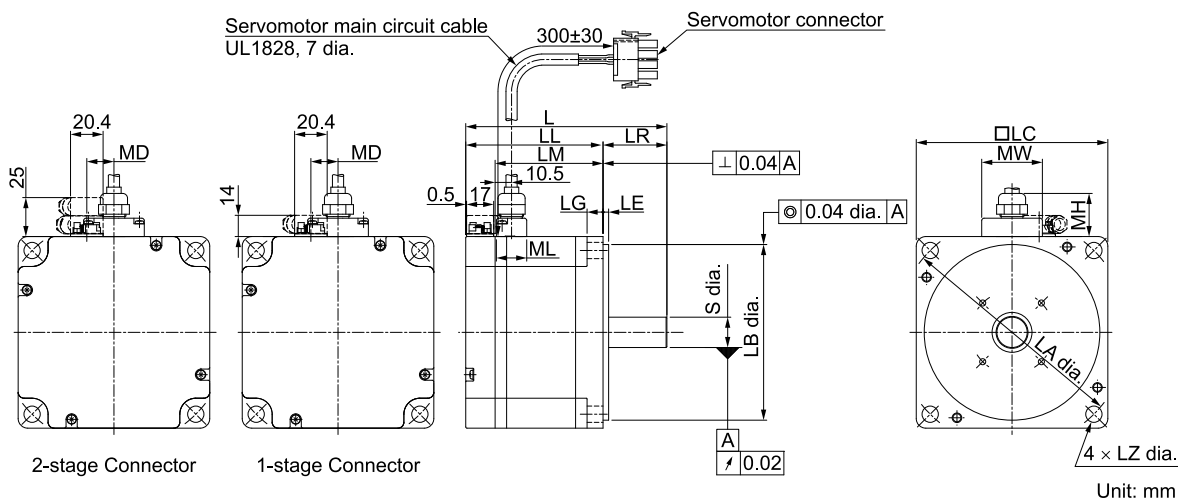 Servomotor main circuit cable
UL1828, 7 dia.
300±30
Servomotor connector
20.4
MD
25
20.4
MD
14
L
LL
LR
LM
10.5
0.5
17
LG
LE
ML
⊥ 0.04 A
◎ 0.04 dia. A
S dia.
LB dia.
A
↗ 0.02
□LC
MW
MH
LA dia.
4 × LZ dia.
2-stage Connector
1-stage Connector
Unit: mm